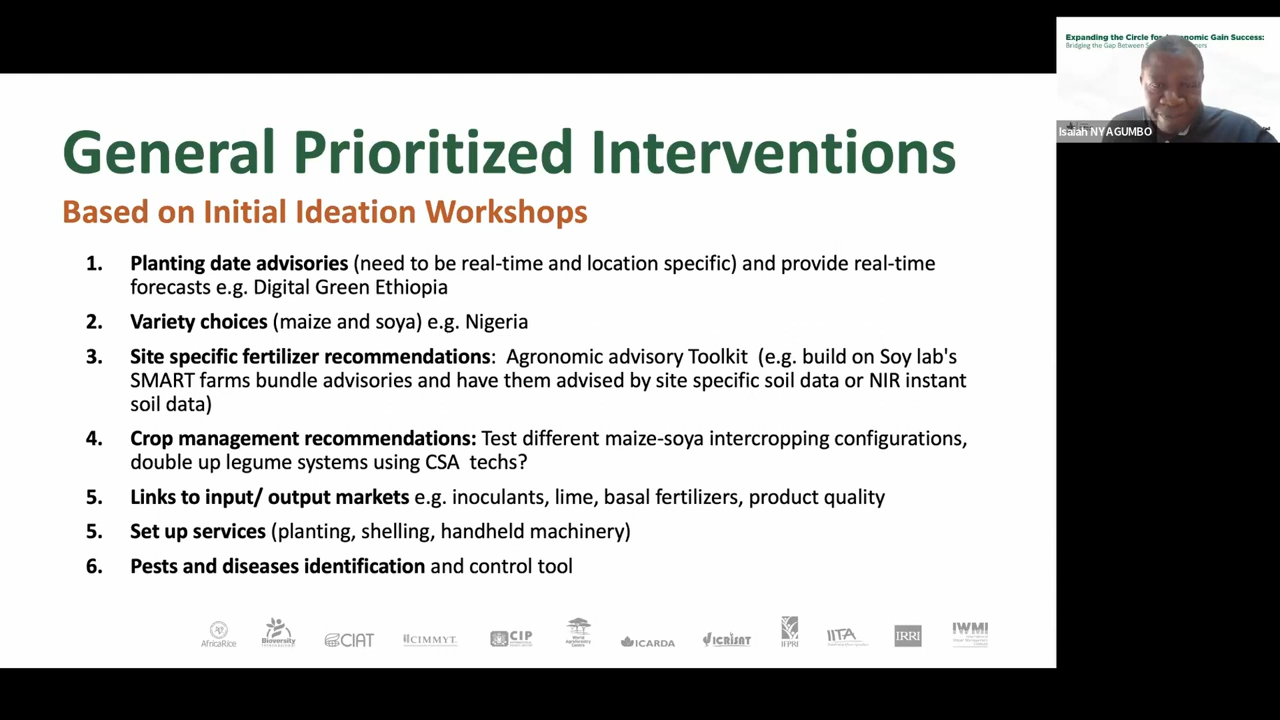 General Prioritized Interventions
Based on Initial Ideation Workshops
1. Planting date advisories (need to be real-time and location specific) and provide real-time
forecasts e.g. Digital Green Ethiopia
2. Variety choices (maize and soya) e.g. Nigeria
3. Site specific fertilizer recommendations: Agronomic advisory Toolkit (e.g. build on Soy lab's
SMART farms bundle advisories and have them advised by site specific soil data or NIR instant
soil data)
4. Crop management recommendations: Test different maize-soya intercropping configurations,
double up legume systems using CSA techs?
5. Links to input/ output markets e.g. inoculants, lime, basal fertilizers, product quality
5. Set up services (planting, shelling, handheld machinery)
6. Pests and diseases identification and control tool
AfricaRice
Bioversity
CIAT
CIMMYT
CIP
World
Agroforestry
Centre
ICARDA
ICRISAT
IFPRI
IITA
IRRI
IWMI
Expanding the Circle for nomic Gain Success:
Bridging the Gap Between
Isaiah NYAGUMBO